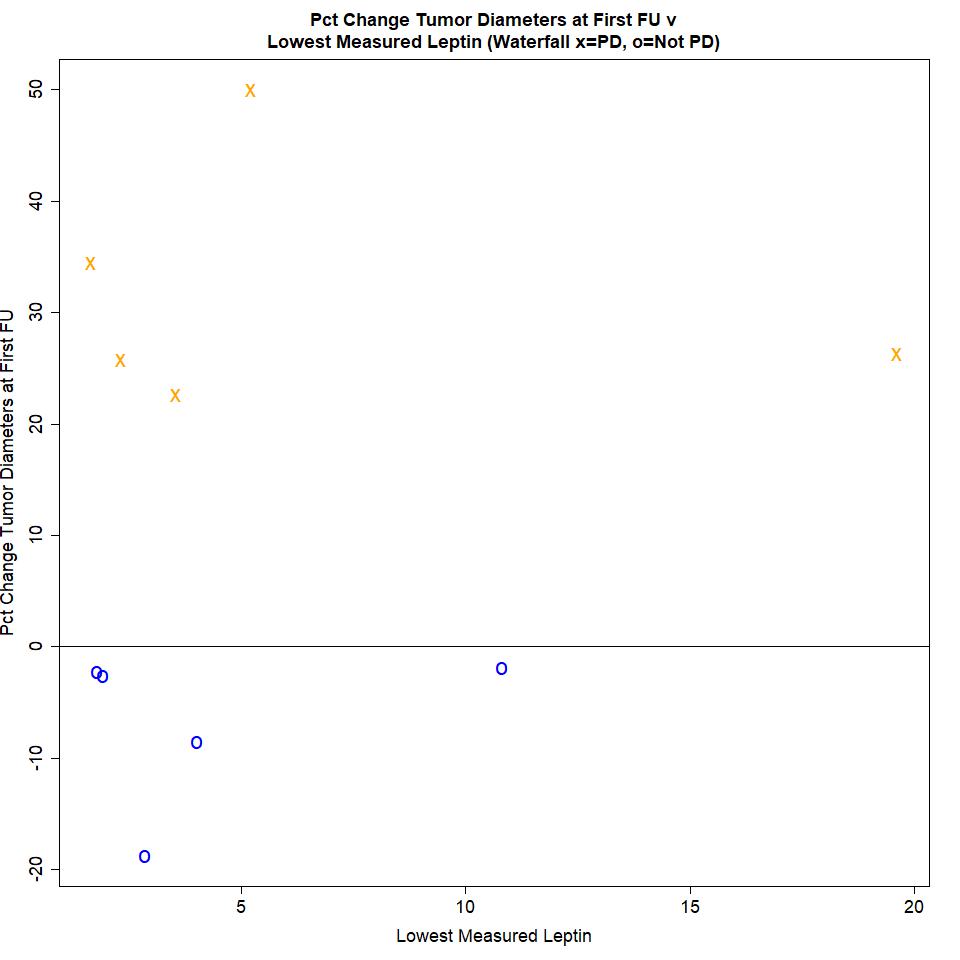 Pct Change Tumor Diameters at First FU v
Lowest Measured Leptin (Waterfall x=PD, o=Not PD)
Pct Change Tumor Diameters at First FU
50
40
30
20
10
0
-10
-20
X
X
X
X
X
O
O
O
O
O
5
10
15
20
Lowest Measured Leptin